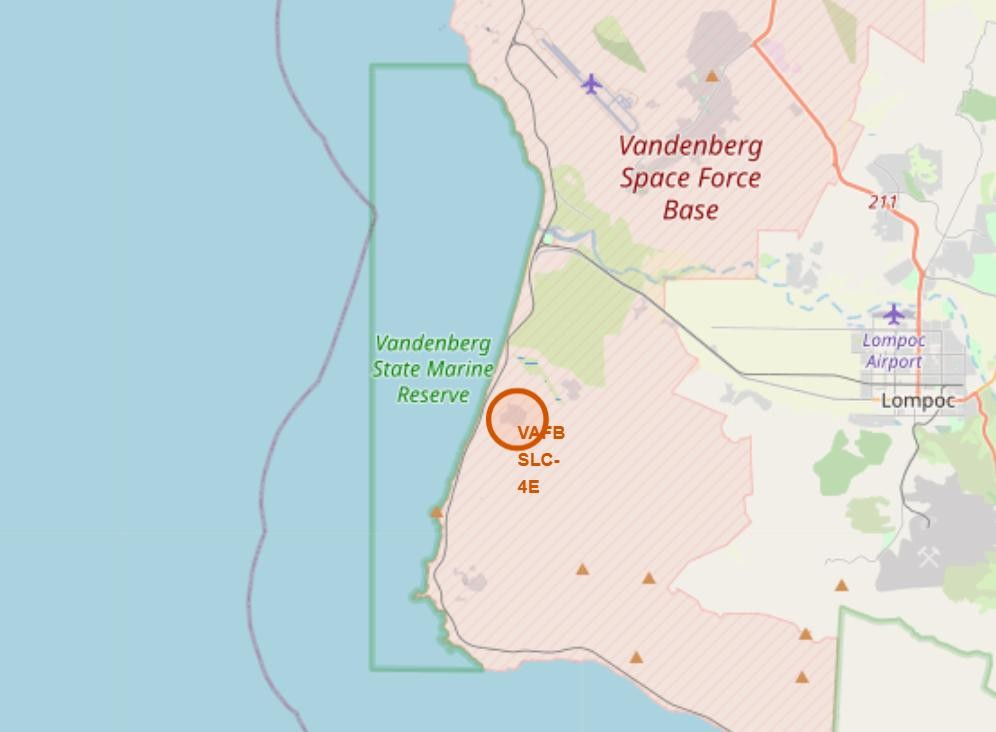 Vandenberg
Space Force
Base
211
Lompoc
Airport
Vandenberg
State Marine
Reserve
Lompoc
VAFB
SLC-
4E